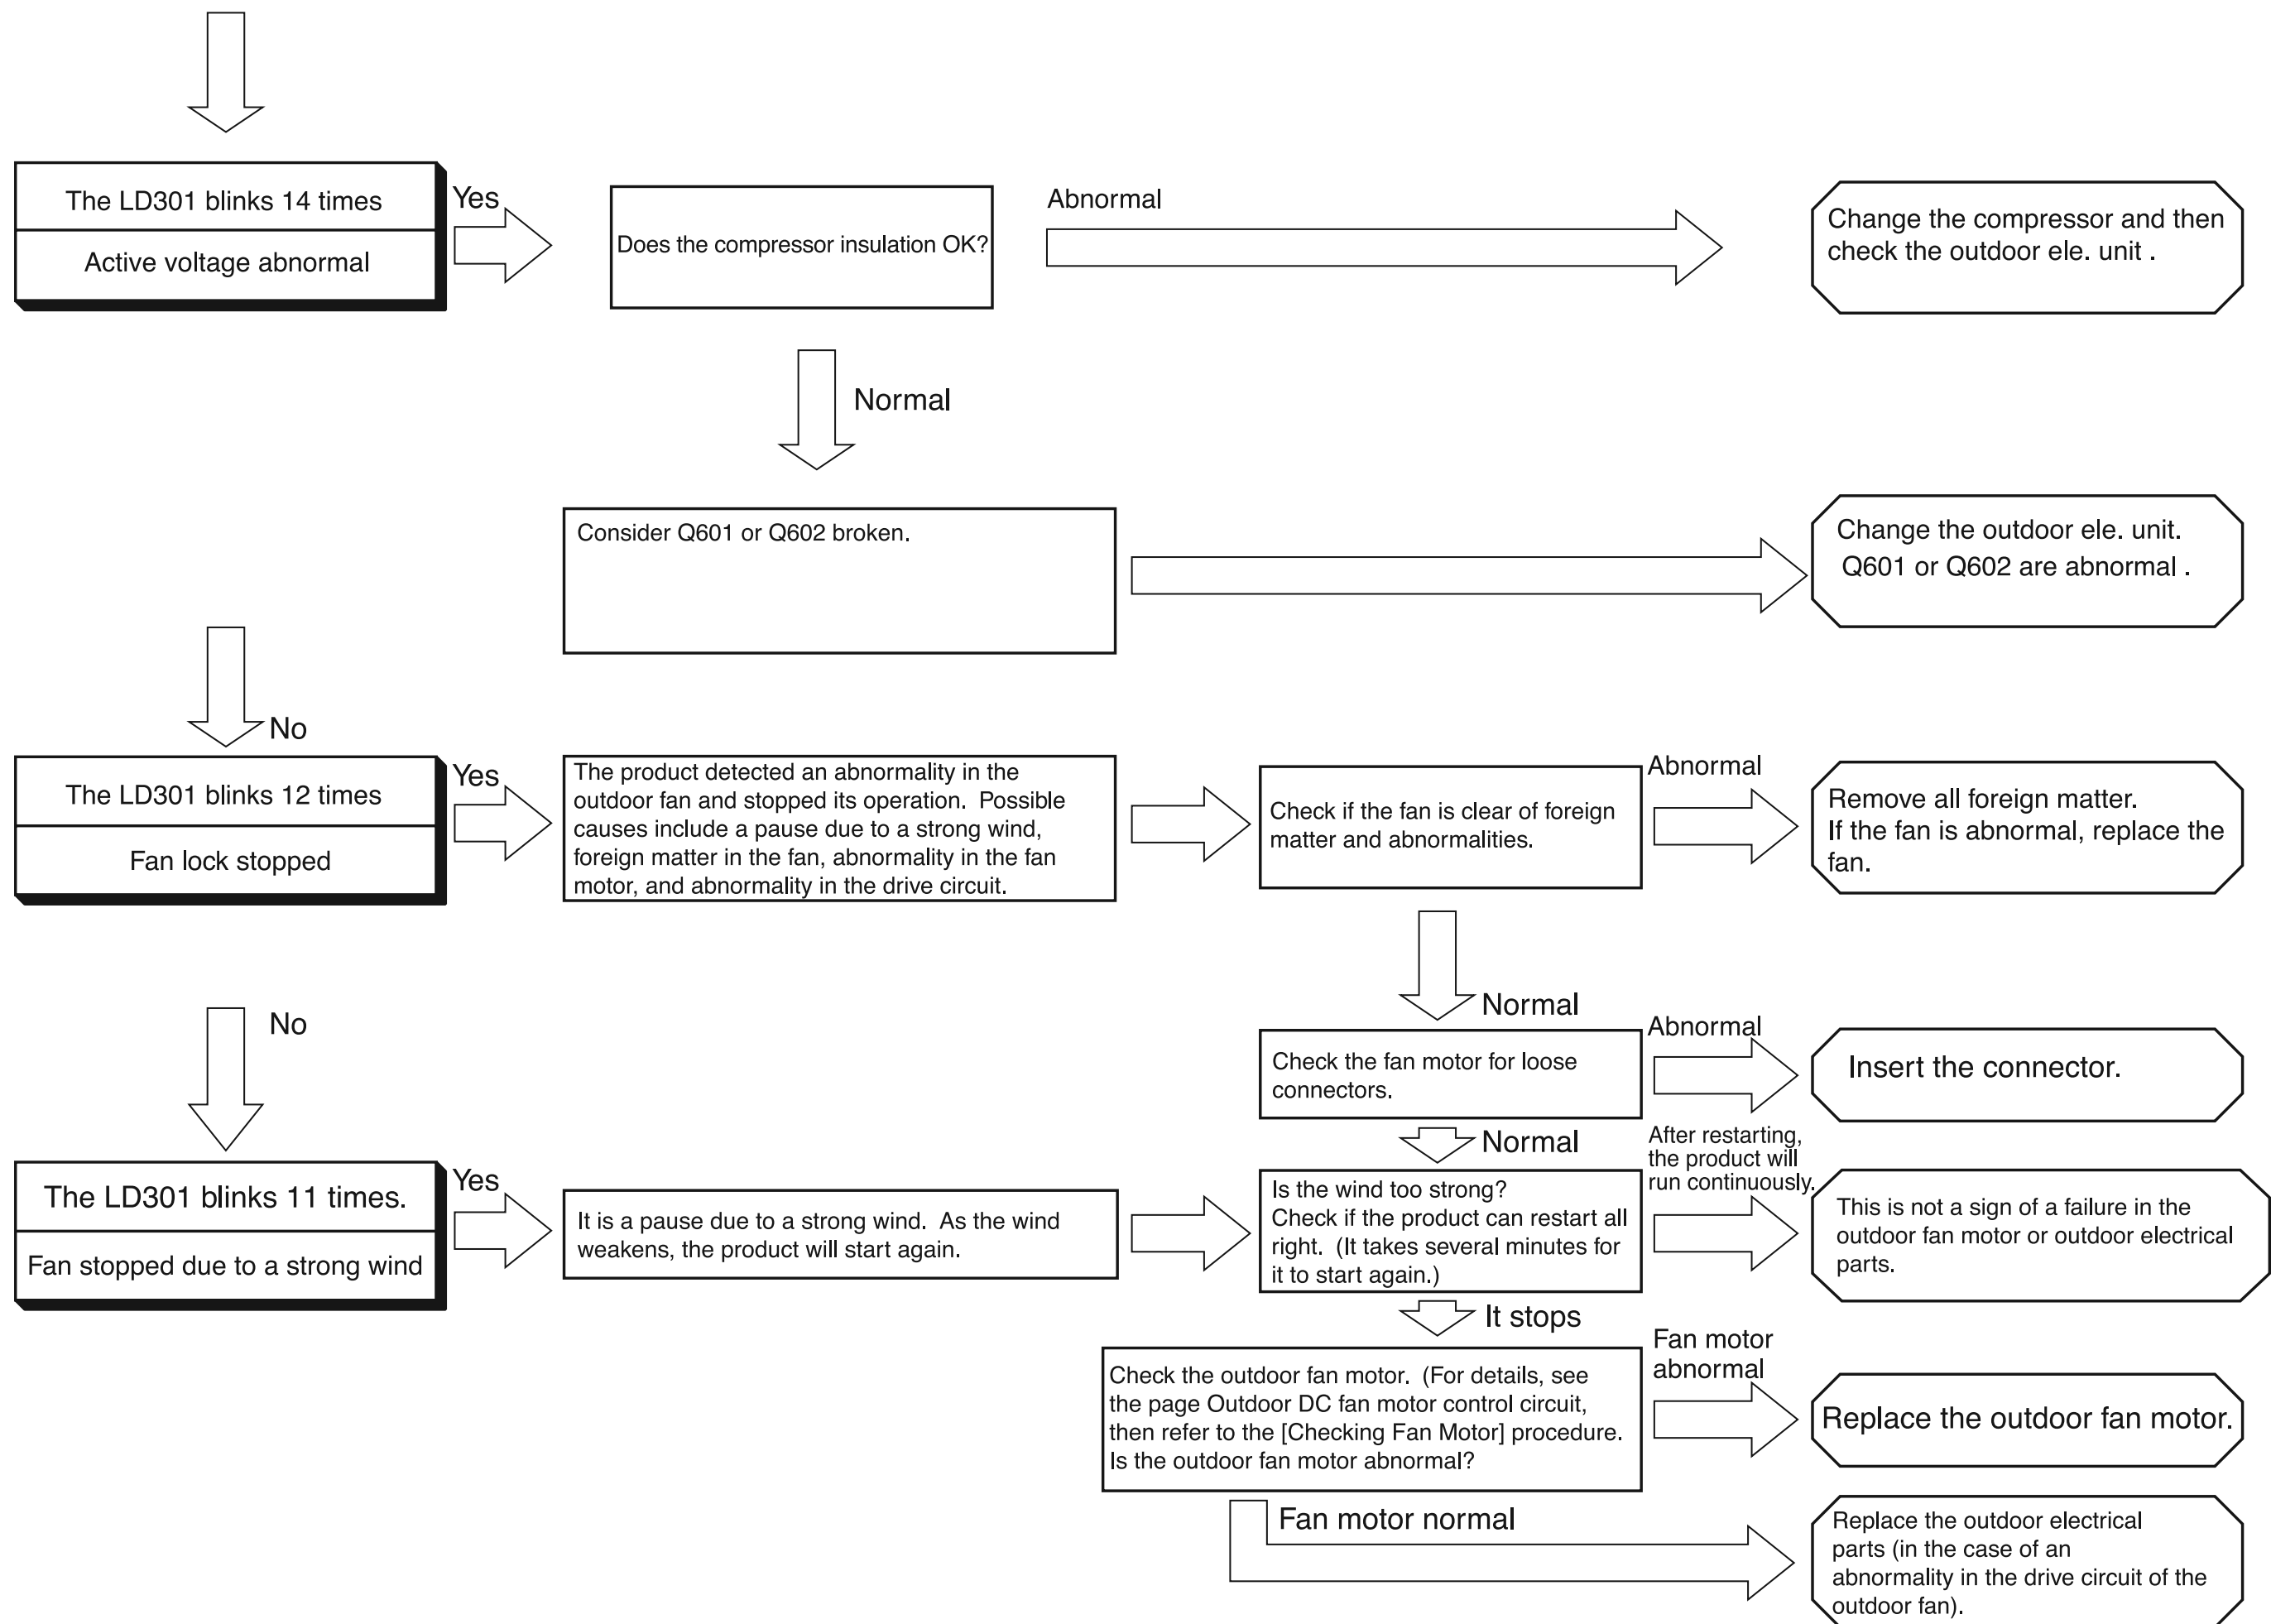 The LD301 blinks 14 times
Active voltage abnormal
Yes
Does the compressor insulation OK?
Abnormal
Change the compressor and then
check the outdoor ele. unit .
Normal
Consider Q601 or Q602 broken.
Change the outdoor ele. unit.
Q601 or Q602 are abnormal .
No
The LD301 blinks 12 times
Fan lock stopped
Yes
The product detected an abnormality in the
outdoor fan and stopped its operation. Possible
causes include a pause due to a strong wind,
foreign matter in the fan, abnormality in the fan
motor, and abnormality in the drive circuit.
Check if the fan is clear of foreign
matter and abnormalities.
Abnormal
Remove all foreign matter.
If the fan is abnormal, replace the
fan.
Normal
No
Check the fan motor for loose
connectors.
Abnormal
Insert the connector.
Normal
The LD301 blinks 11 times.
Fan stopped due to a strong wind
Yes
It is a pause due to a strong wind. As the wind
weakens, the product will start again.
Is the wind too strong?
Check if the product can restart all
right. (It takes several minutes for
it to start again.)
After restarting,
the product will
run continuously.
This is not a sign of a failure in the
outdoor fan motor or outdoor electrical
parts.
It stops
Check the outdoor fan motor. (For details, see
the page Outdoor DC fan motor control circuit,
then refer to the [Checking Fan Motor] procedure.
Is the outdoor fan motor abnormal?
Fan motor
abnormal
Replace the outdoor fan motor.
Fan motor normal
Replace the outdoor electrical
parts (in the case of an
abnormality in the drive circuit of the
outdoor fan).